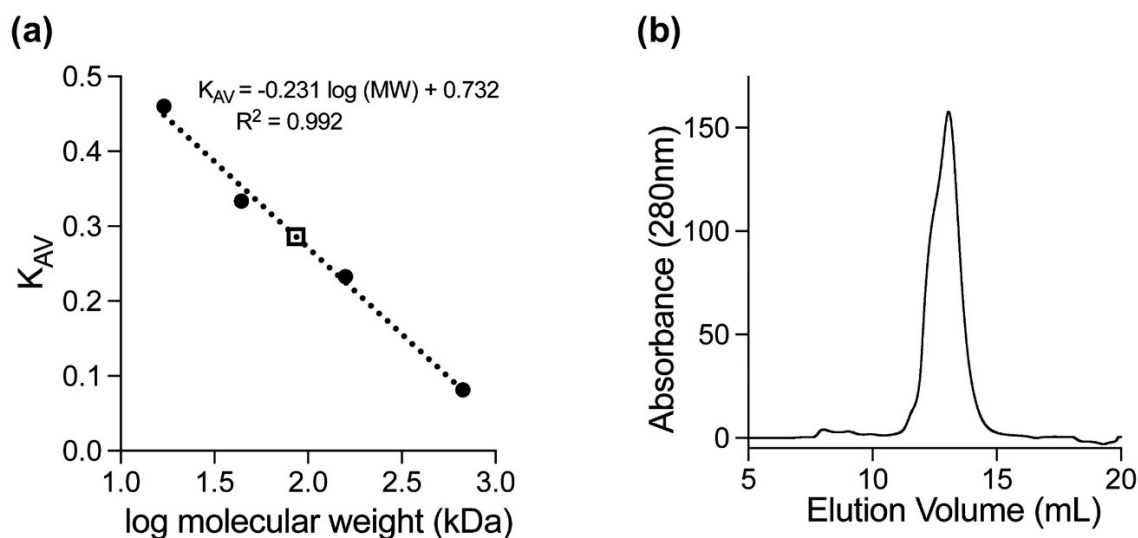 (a)
K_AV = -0.231 log (MW) + 0.732
R² = 0.992
0.5
0.4
0.3
0.2
0.1
0.0
K_AV
1.0 1.5 2.0 2.5 3.0
log molecular weight (kDa)
(b)
150
100
50
0
Absorbance (280nm)
5 10 15 20
Elution Volume (mL)